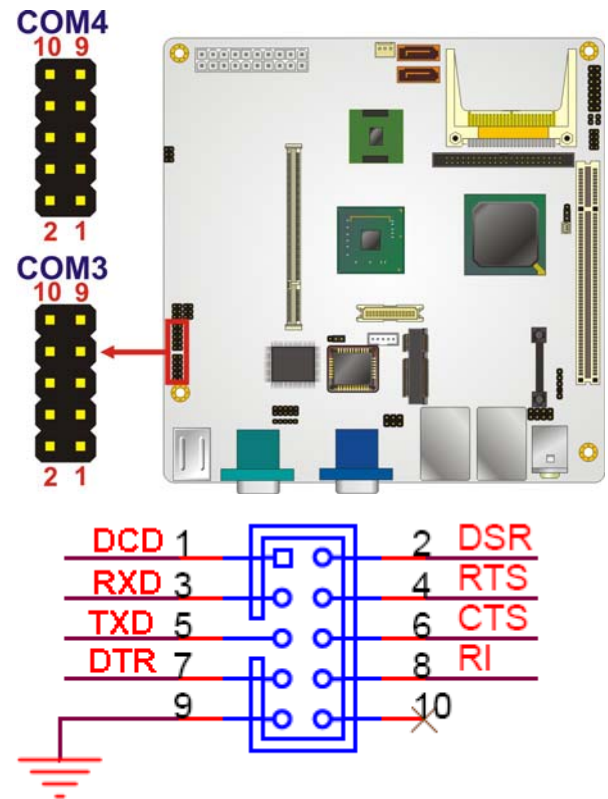 COM4
10 9
2 1
COM3
10 9
2 1
DCD 1 2 DSR
RXD 3 4 RTS
TXD 5 6 CTS
DTR 7 8 RI
9 10